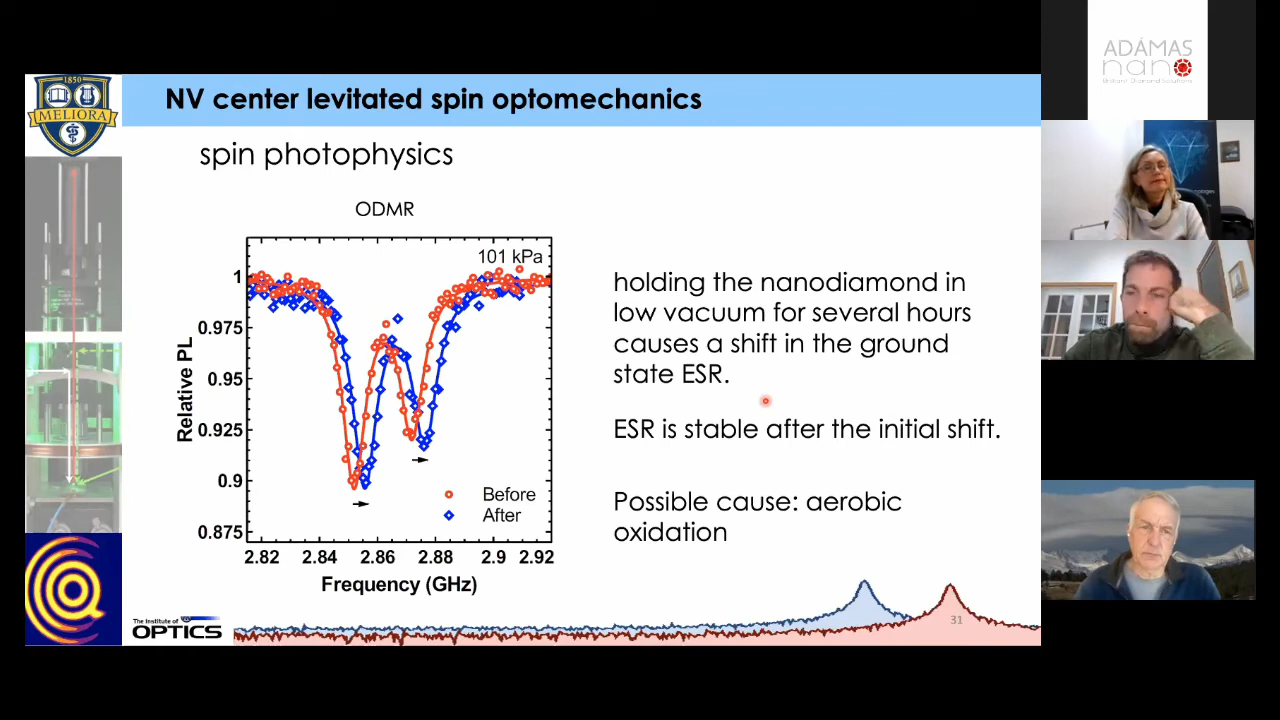 NV center levitated spin optomechanics
1850
MELIORA
spin photophysics
ODMR
101 kPa
1
0.975
0.95
0.925
0.9
0.875
Relative PL
Before
After
2.82 2.84 2.86 2.88 2.9 2.92
Frequency (GHz)
holding the nanodiamond in
low vacuum for several hours
causes a shift in the ground
state ESR.
ESR is stable after the initial shift.
Possible cause: aerobic
oxidation
The Institute of
OPTICS
31
ADÁMAS
nano
Brilliant Diamond Solutions